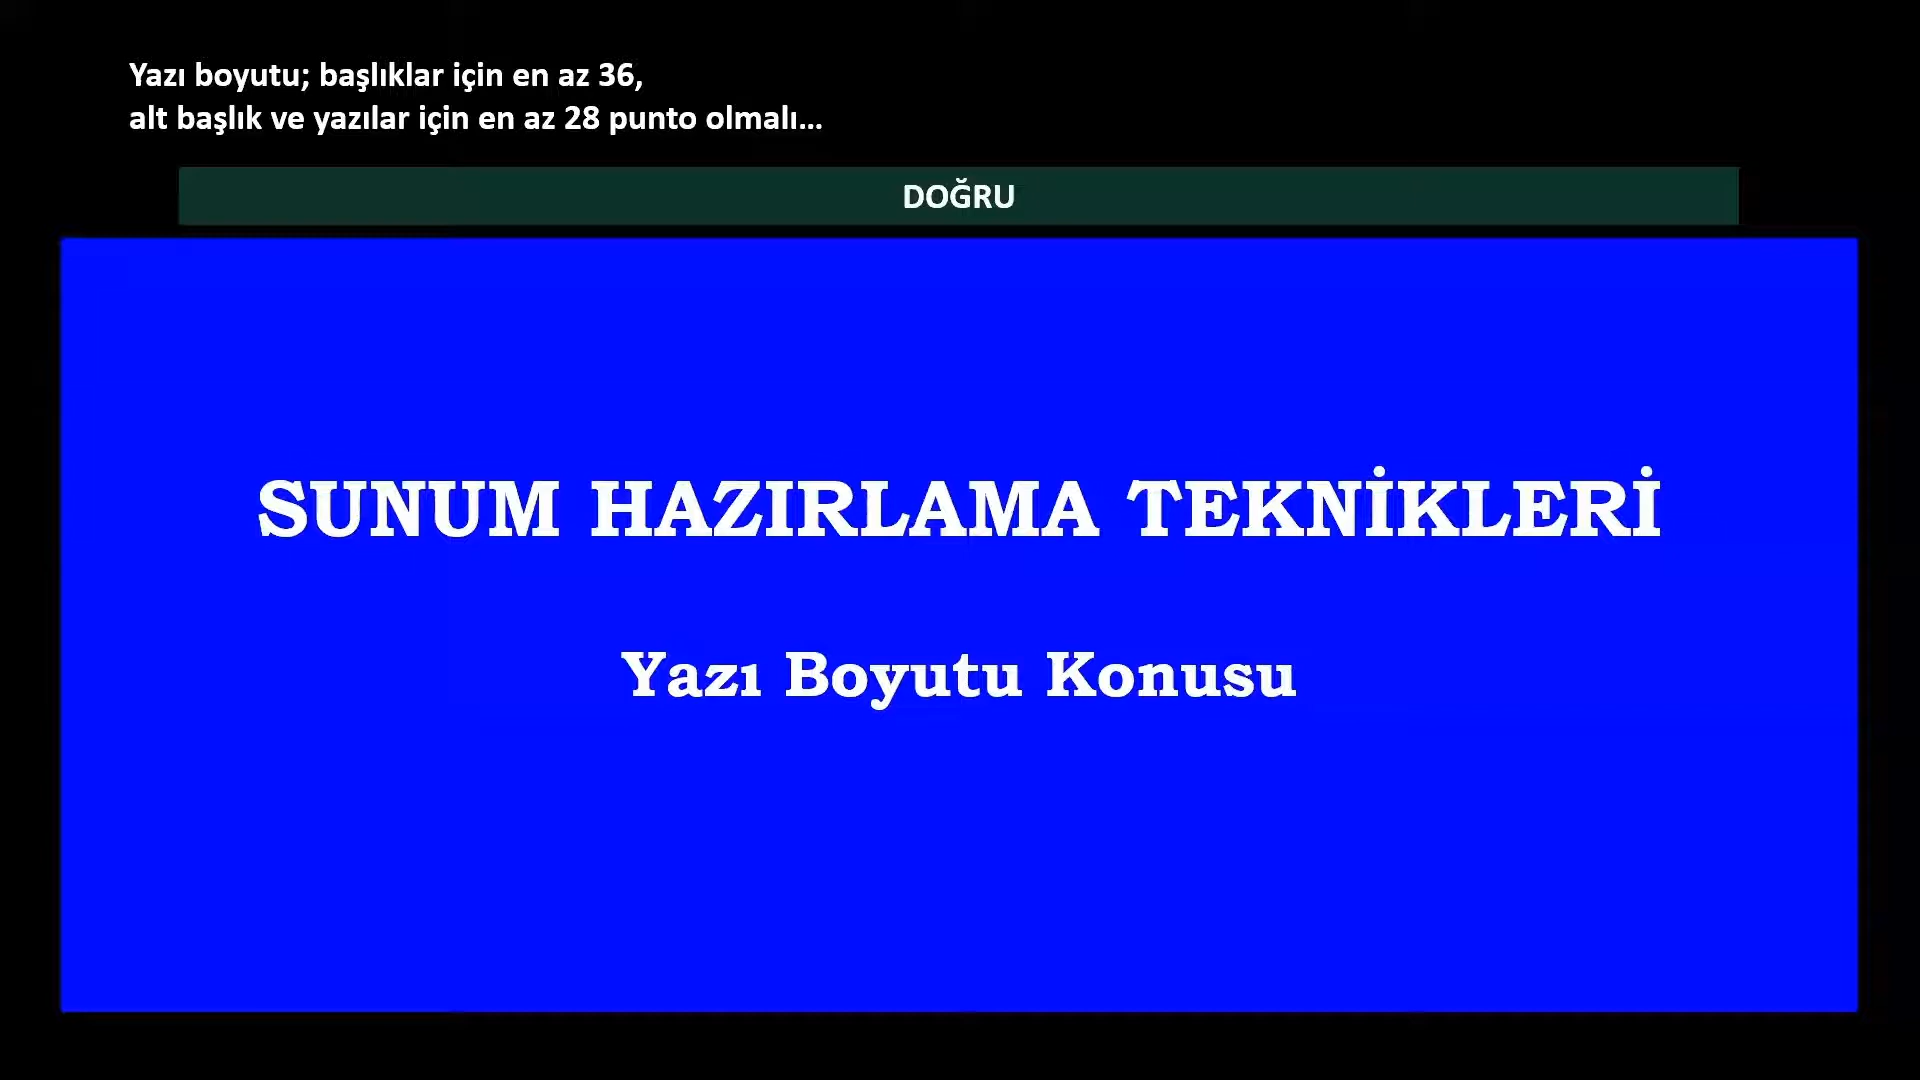 Yazı boyutu; başlıklar için en az 36,
alt başlık ve yazılar için en az 28 punto olmalı...
DOĞRU
SUNUM HAZIRLAMA TEKNİKLERİ
Yazı Boyutu Konusu